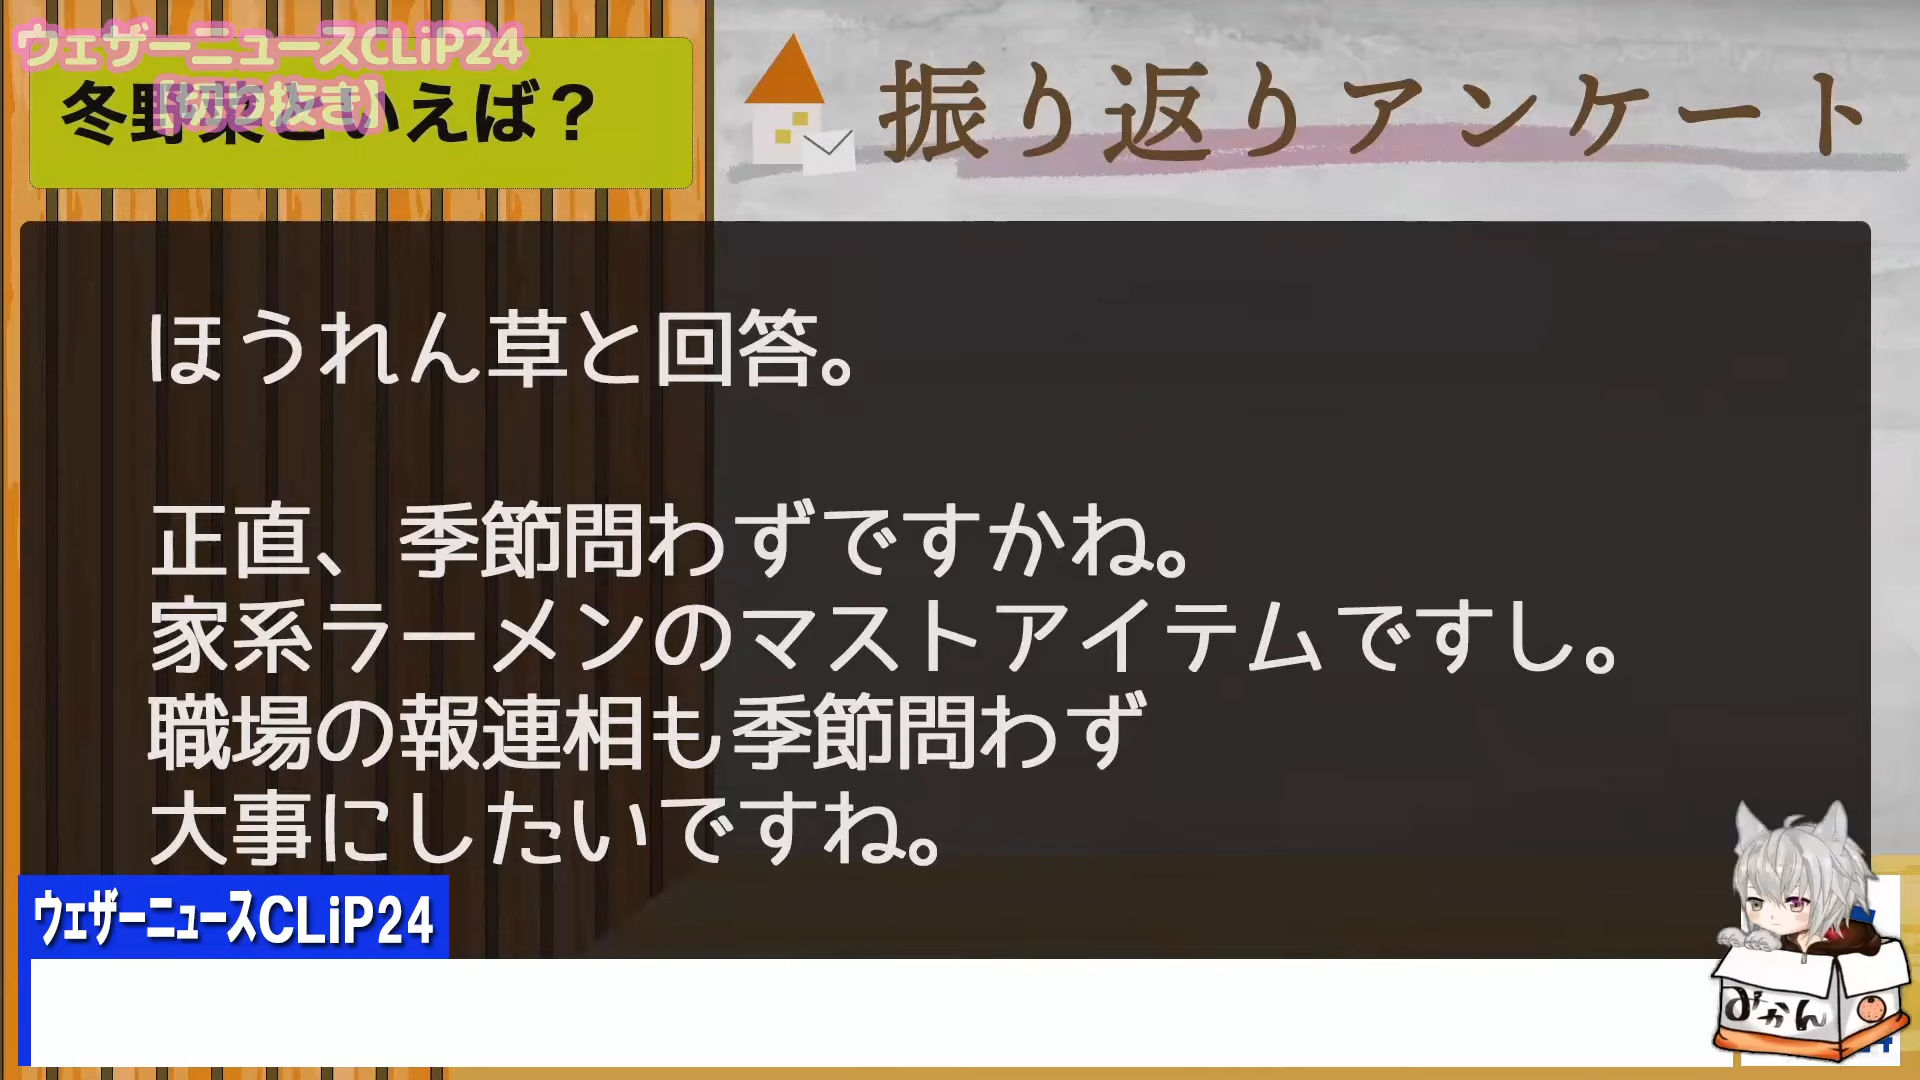 ウェザーニュースCLiP24
【切り抜き】
冬野菜といえば？
振り返りアンケート
ほうれん草と回答。
正直、季節問わずですかね。
家系ラーメンのマストアイテムですし。
職場の報連相も季節問わず
大事にしたいですね。
ウェザーニュースCLiP24
みかん